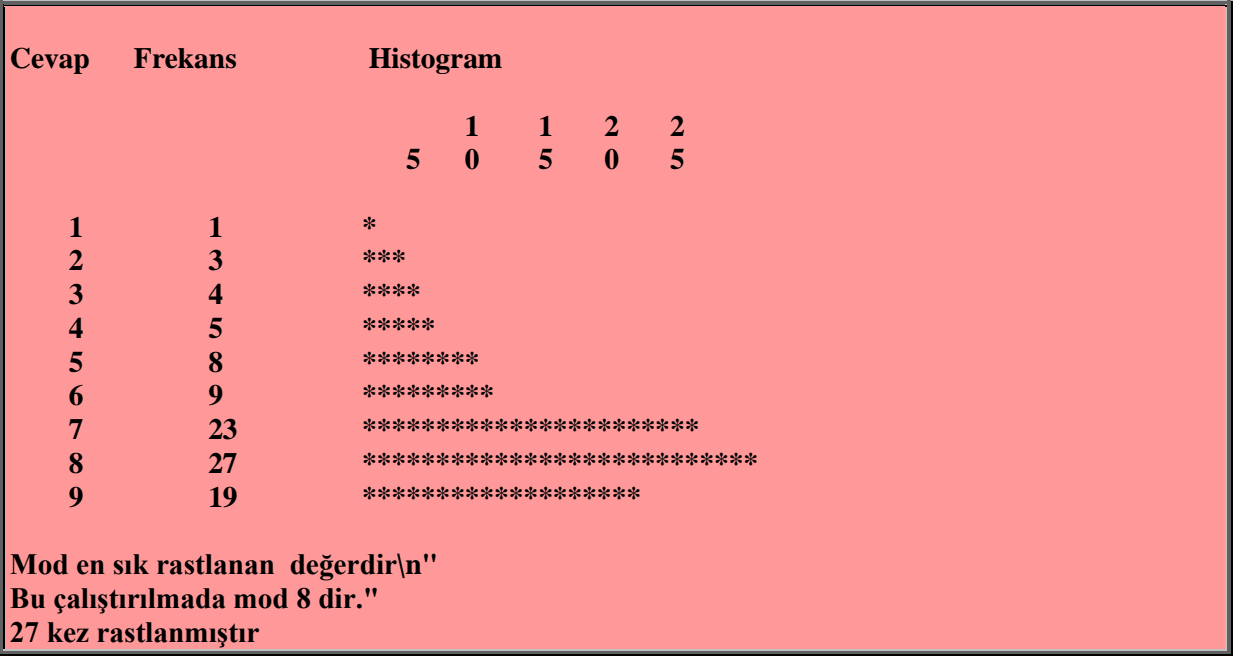 Cevap Frekans Histogram
1 1 2 2
5 0 5 0 5
1 1 *
2 3 ***
3 4 ****
4 5 *****
5 8 ********
6 9 *********
7 23 ***********************
8 27 ***************************
9 19 *******************
Mod en sık rastlanan değerdir\n"
Bu çalıştırılmada mod 8 dir."
27 kez rastlanmıştır